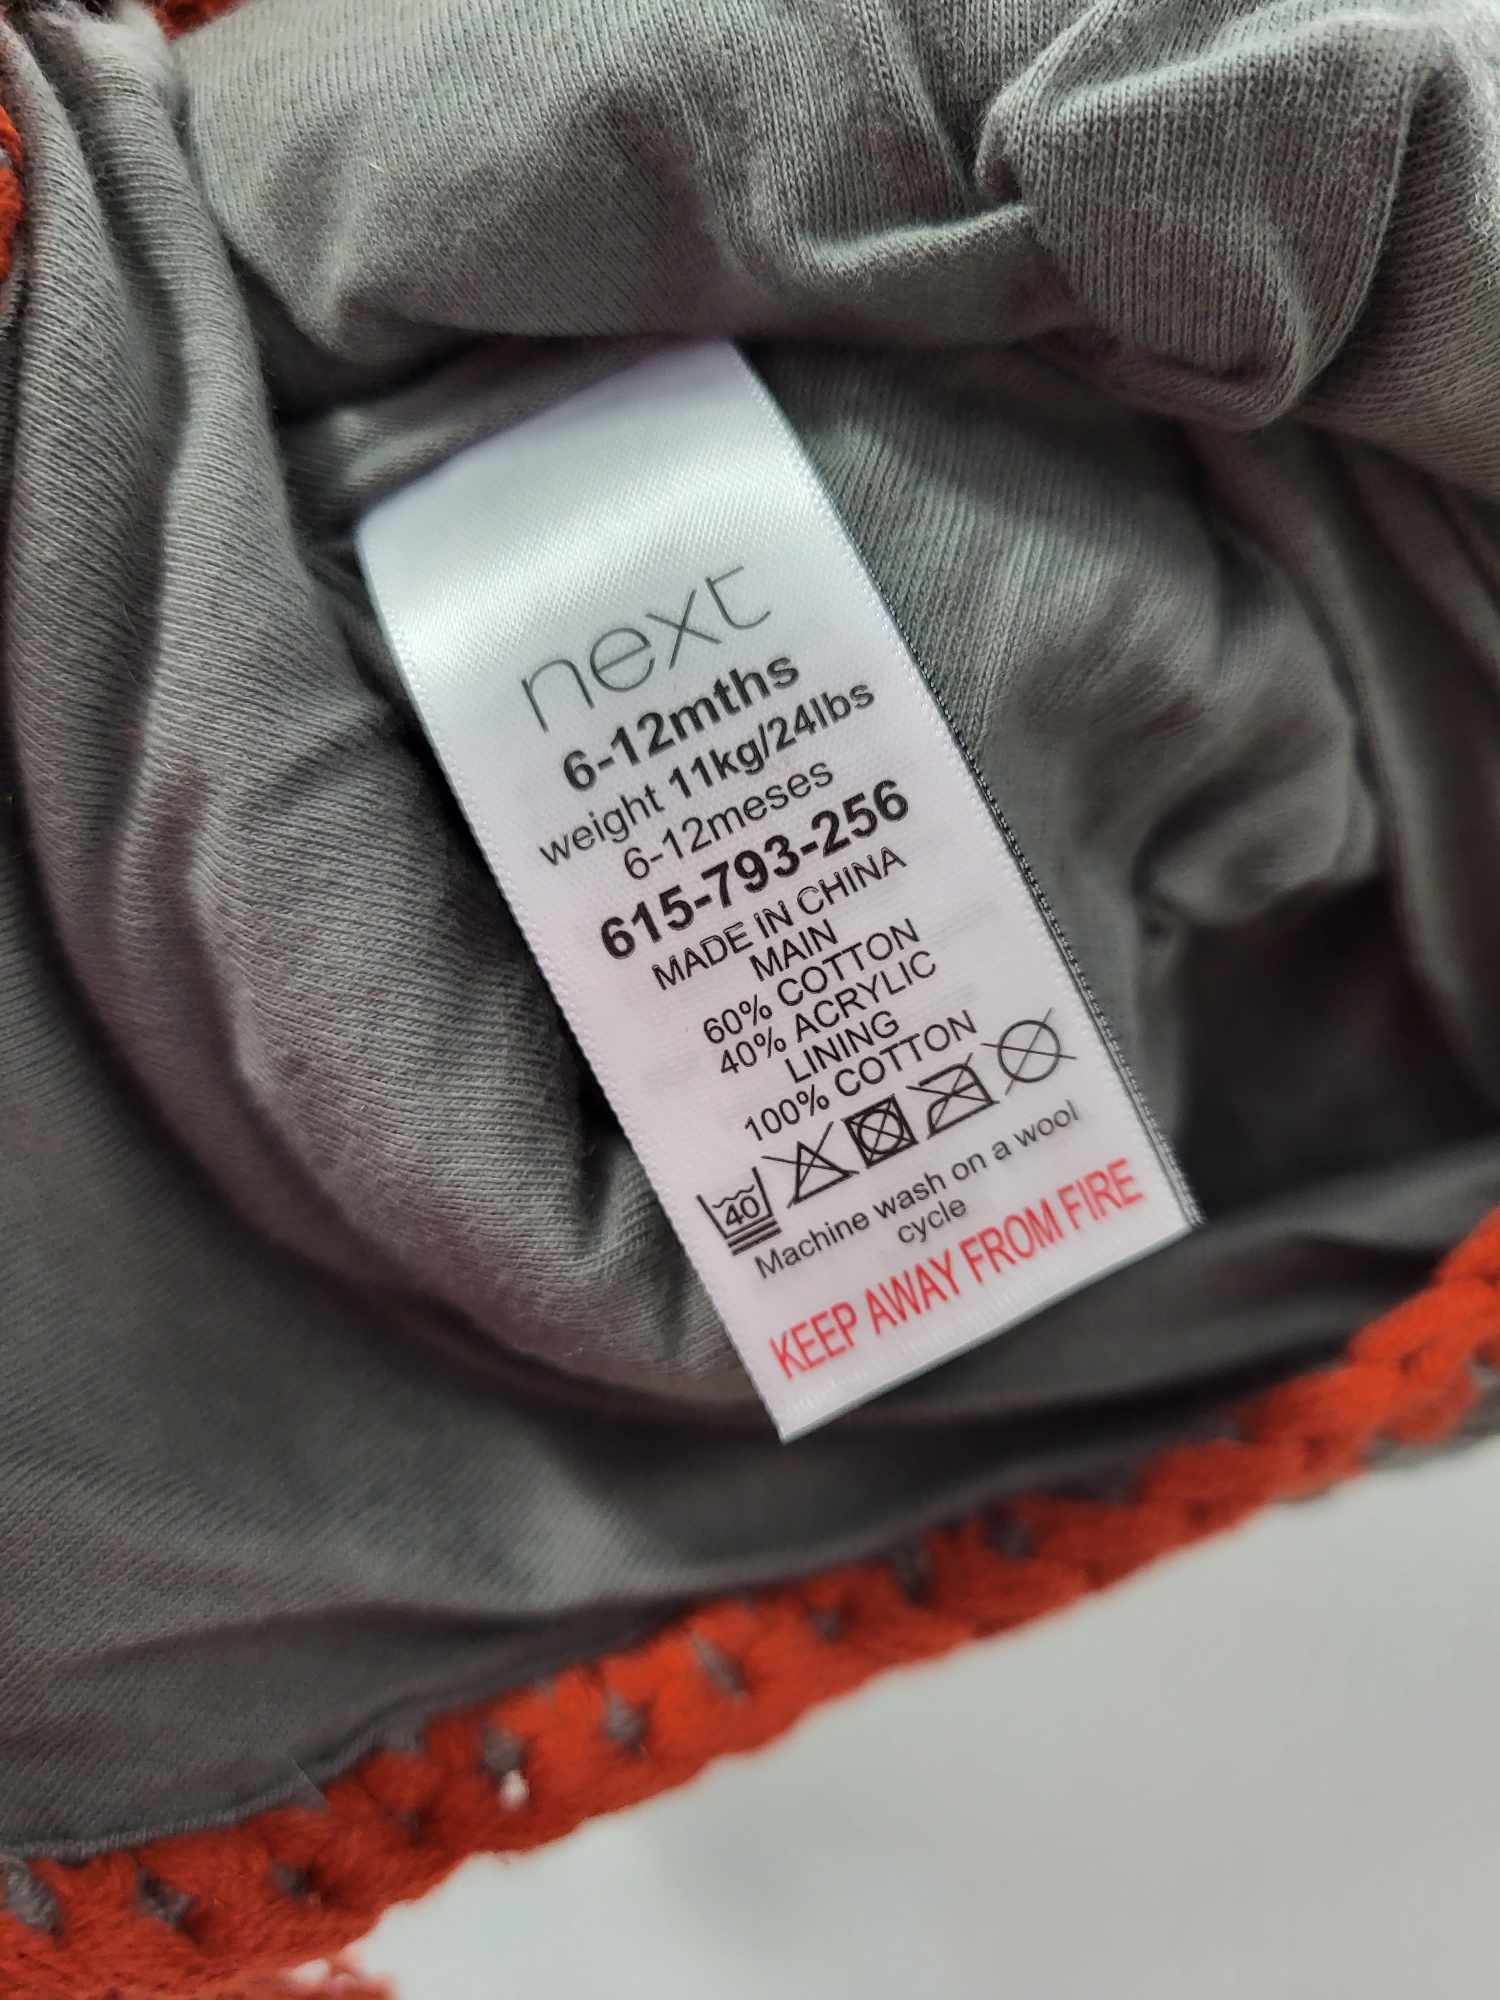 next
6-12mths
weight 11kg/24lbs
6-12meses
615-793-256
MADE IN CHINA
MAIN
60% COTTON
40% ACRYLIC
LINING
100% COTTON
40
Machine wash on a wool
cycle
KEEP AWAY FROM FIRE